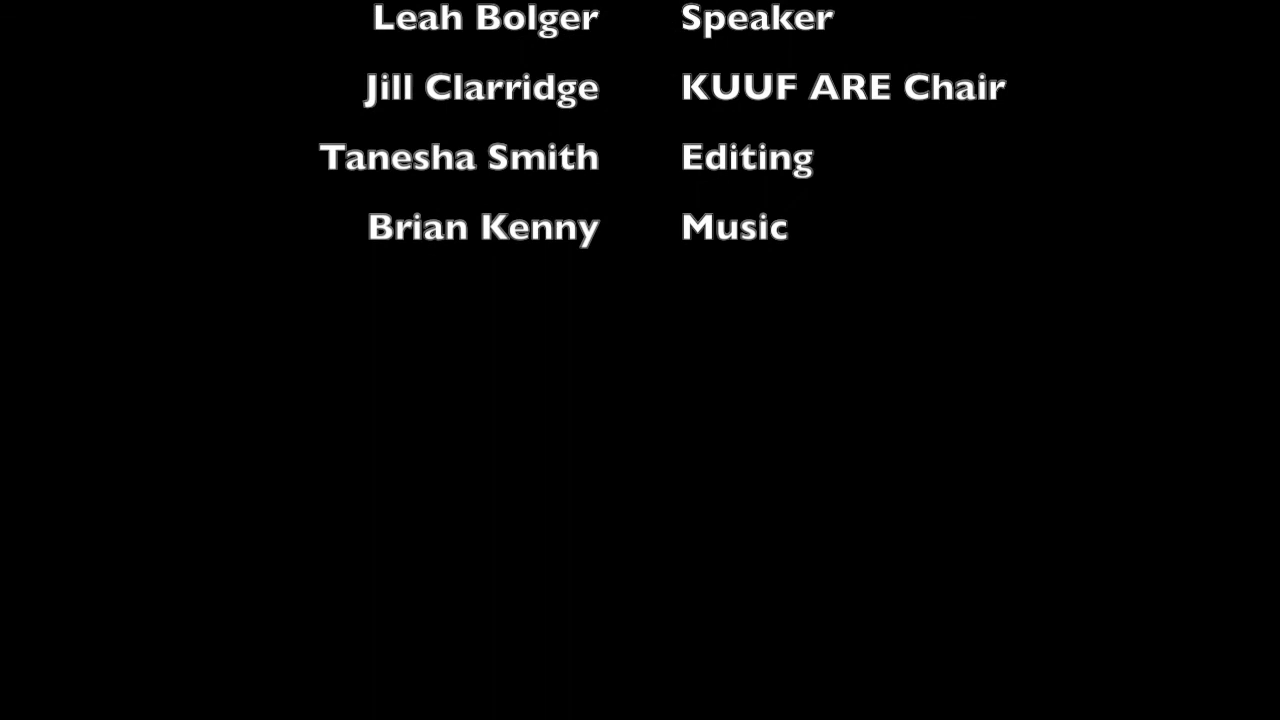 Leah Bolger Speaker
Jill Clarridge KUUF ARE Chair
Tanesha Smith Editing
Brian Kenny Music